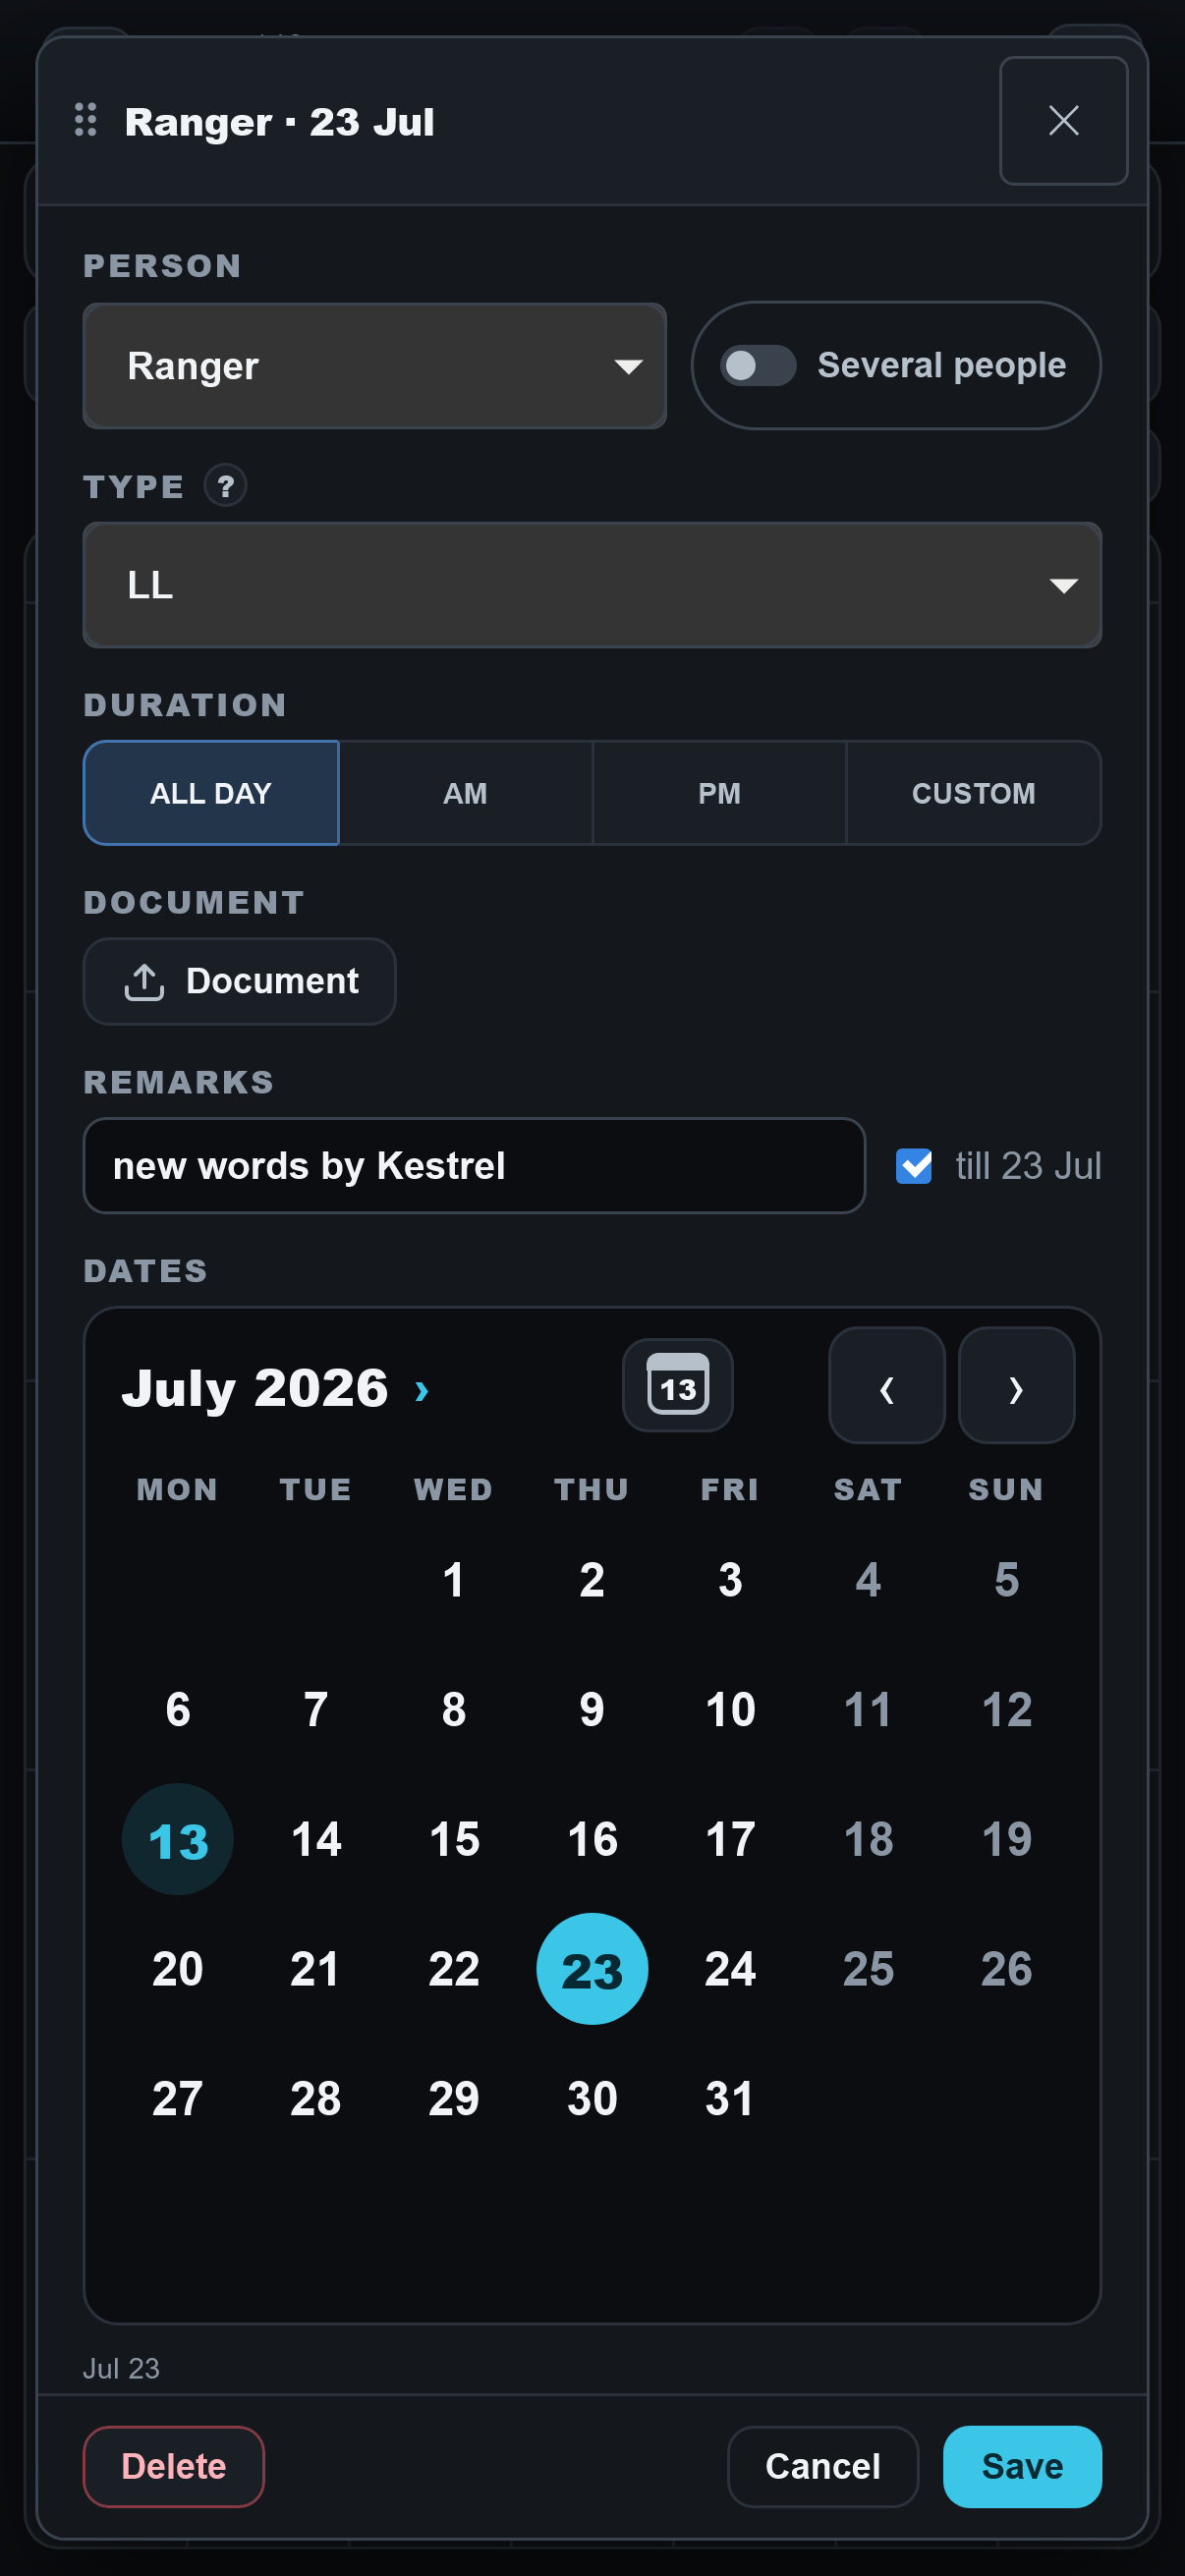 Ranger · 23 Jul
PERSON
Ranger
Several people
TYPE ?
LL
DURATION
ALL DAY AM PM CUSTOM
DOCUMENT
Document
REMARKS
new words by Kestrel
till 23 Jul
DATES
July 2026 › 13 ‹ ›
MON TUE WED THU FRI SAT SUN
1 2 3 4 5
6 7 8 9 10 11 12
13 14 15 16 17 18 19
20 21 22 23 24 25 26
27 28 29 30 31
Jul 23
Delete Cancel Save